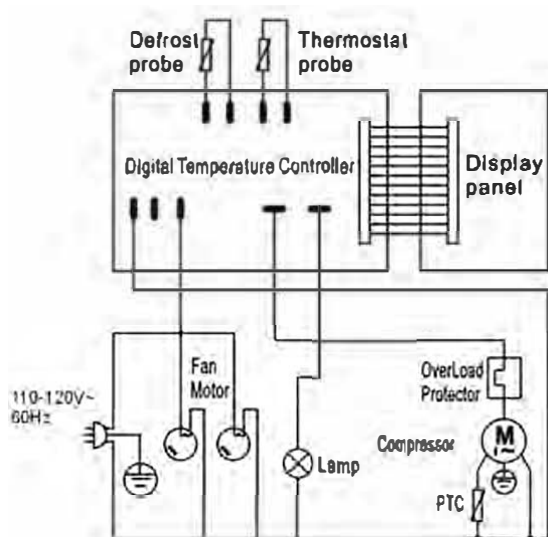 Defrost
probe
Thermostat
probe
Digital Temperature Controller
Display
panel
Fan
Motor
110-120V~
60Hz
OverLoad
Protector
Compressor
M
1~
Lamp
PTC